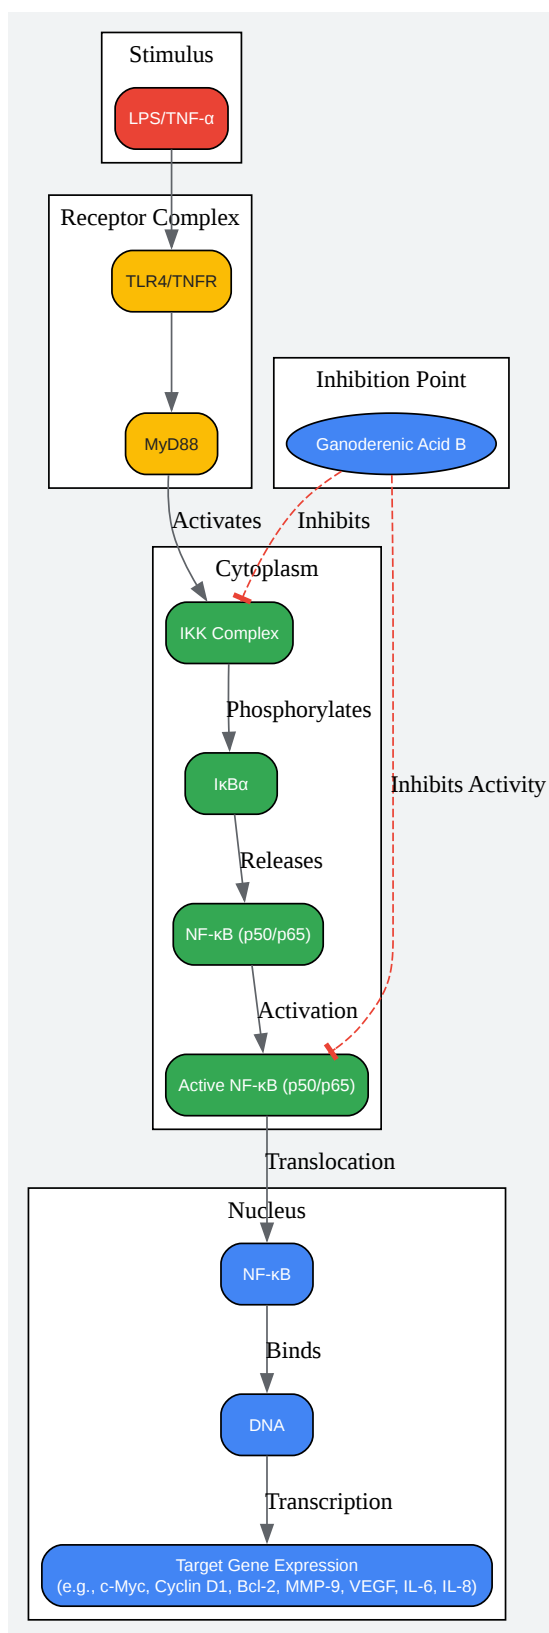 Stimulus
LPS/TNF-α
Receptor Complex
TLR4/TNFR
Inhibition Point
MyD88
Ganoderenic Acid B
Activates
Inhibits
Cytoplasm
IKK Complex
Phosphorylates
IκBα
Inhibits Activity
Releases
NF-κB (p50/p65)
Activation
Active NF-κB (p50/p65)
Translocation
Nucleus
NF-κB
Binds
DNA
Transcription
Target Gene Expression
(e.g., c-Myc, Cyclin D1, Bcl-2, MMP-9, VEGF, IL-6, IL-8)